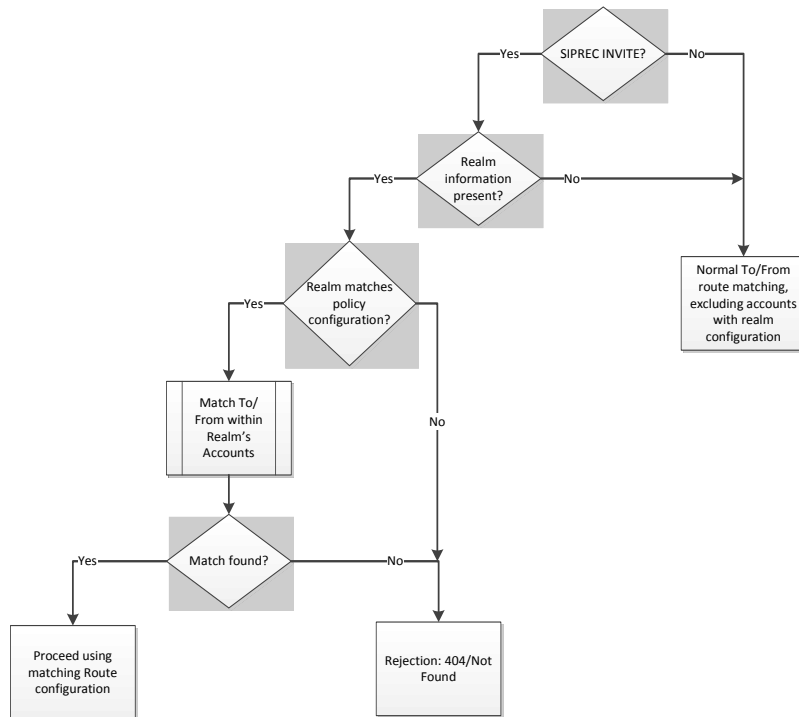 SIPREC INVITE?
Yes
No
Realm
information
present?
Yes
No
Realm matches
policy
configuration?
Yes
No
Normal To/From
route matching,
excluding accounts
with realm
configuration
Match To/
From within
Realm's
Accounts
Match found?
Yes
No
Proceed using
matching Route
configuration
Rejection: 404/Not
Found